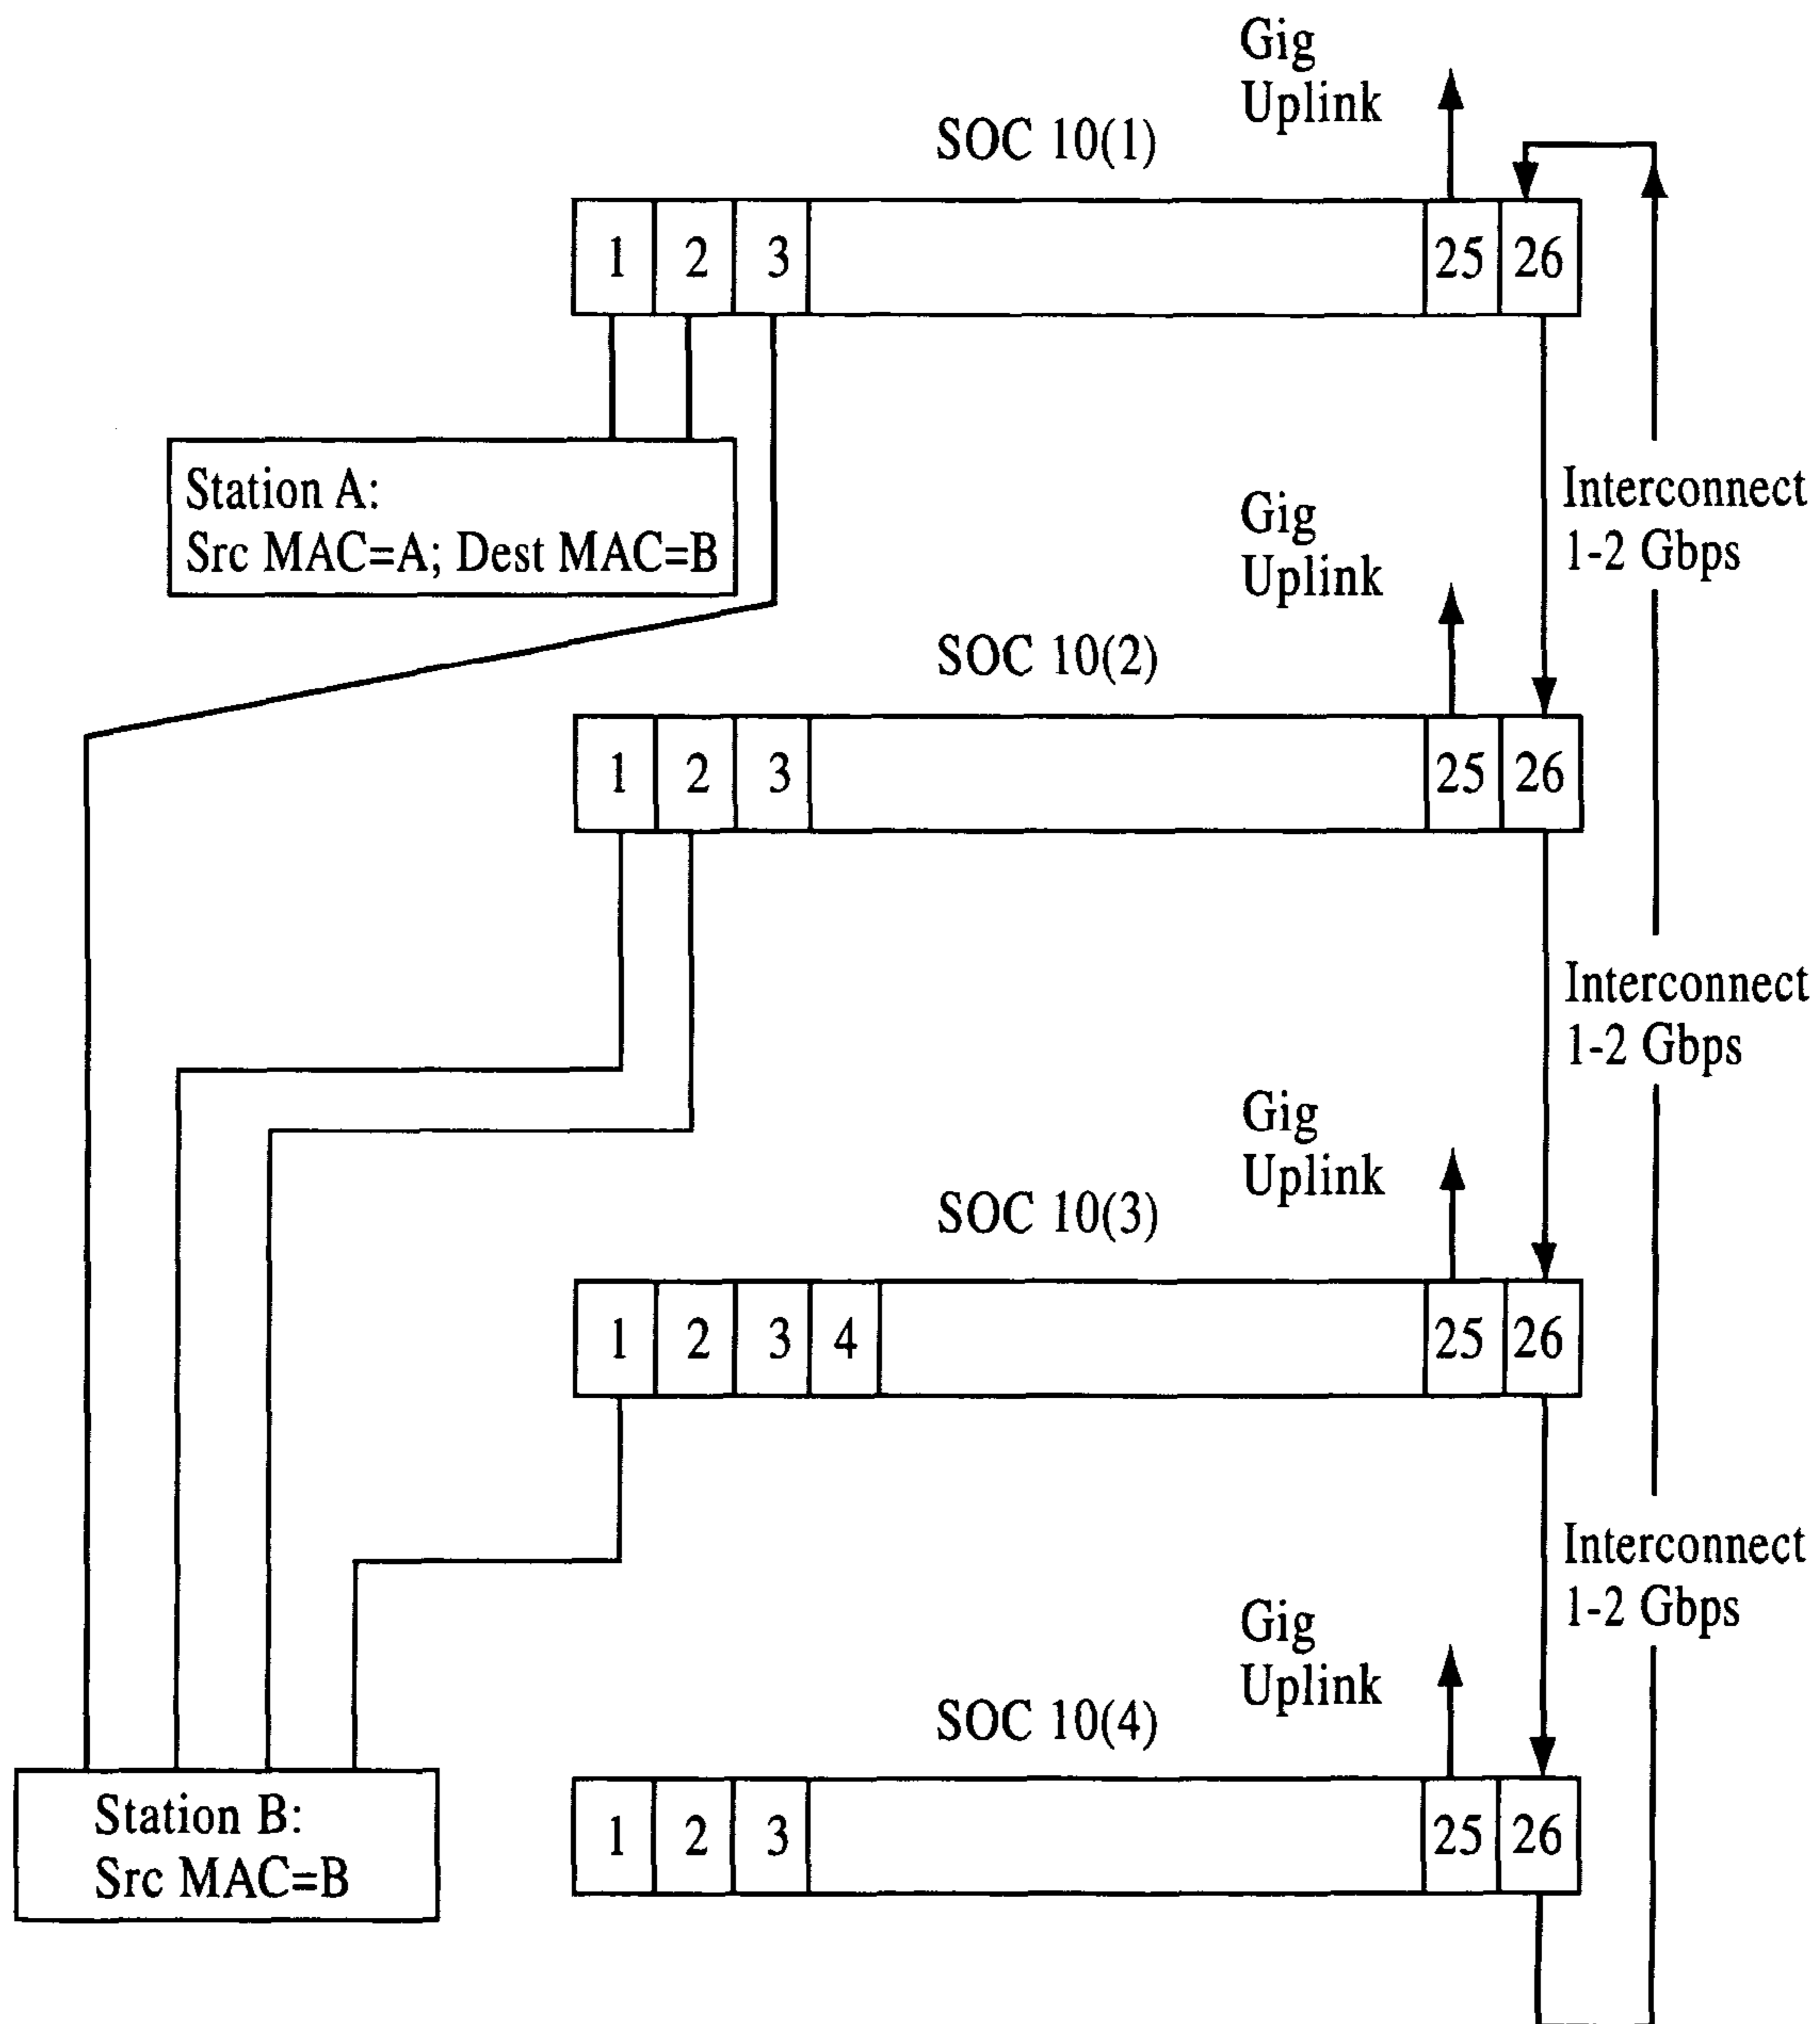 Gig
Uplink
SOC 10(1)
1 2 3 25 26
Station A:
Src MAC=A; Dest MAC=B
Interconnect
1-2 Gbps
Gig
Uplink
SOC 10(2)
1 2 3 25 26
Interconnect
1-2 Gbps
Gig
Uplink
SOC 10(3)
1 2 3 4 25 26
Interconnect
1-2 Gbps
Gig
Uplink
SOC 10(4)
1 2 3 25 26
Station B:
Src MAC=B